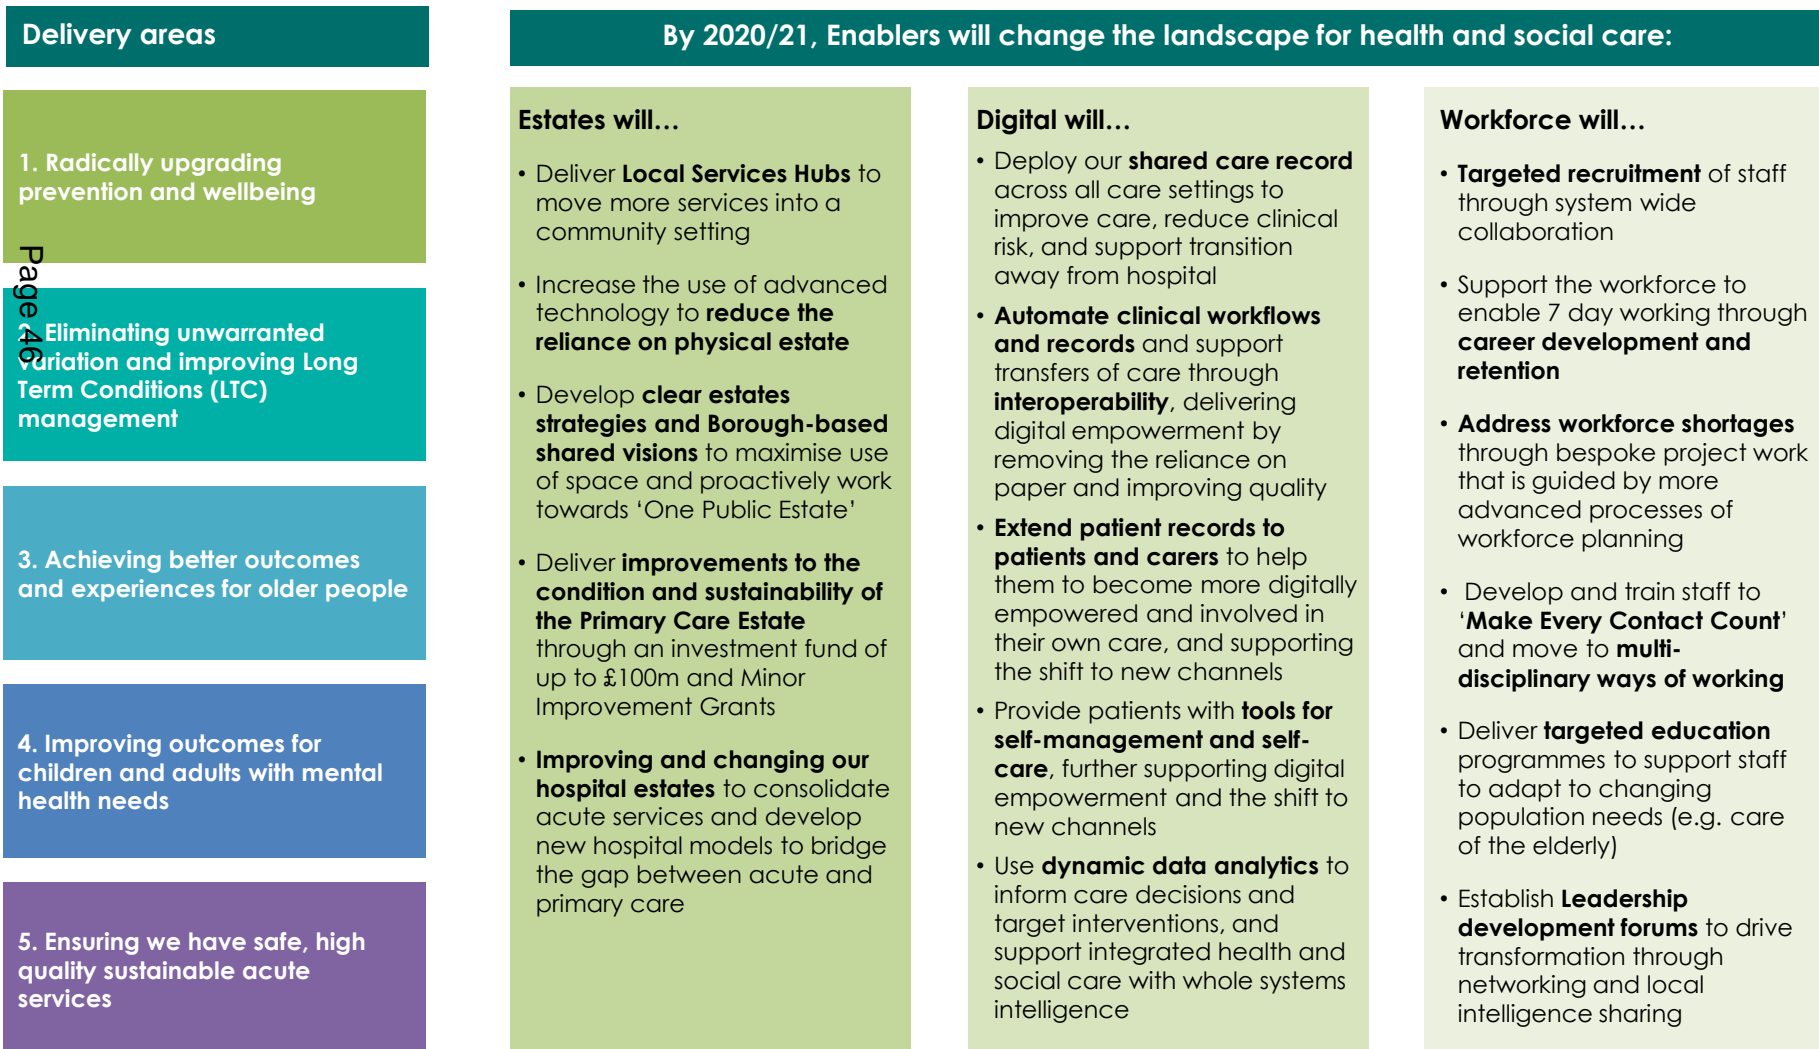 Delivery areas
1. Radically upgrading
prevention and wellbeing
Page 46
2. Eliminating unwarranted
variation and improving Long
Term Conditions (LTC)
management
3. Achieving better outcomes
and experiences for older people
4. Improving outcomes for
children and adults with mental
health needs
5. Ensuring we have safe, high
quality sustainable acute
services
By 2020/21, Enablers will change the landscape for health and social care:
Estates will…
• Deliver Local Services Hubs to
move more services into a
community setting
• Increase the use of advanced
technology to reduce the
reliance on physical estate
• Develop clear estates
strategies and Borough-based
shared visions to maximise use
of space and proactively work
towards ‘One Public Estate’
• Deliver improvements to the
condition and sustainability of
the Primary Care Estate
through an investment fund of
up to £100m and Minor
Improvement Grants
• Improving and changing our
hospital estates to consolidate
acute services and develop
new hospital models to bridge
the gap between acute and
primary care
Digital will…
• Deploy our shared care record
across all care settings to
improve care, reduce clinical
risk, and support transition
away from hospital
• Automate clinical workflows
and records and support
transfers of care through
interoperability, delivering
digital empowerment by
removing the reliance on
paper and improving quality
• Extend patient records to
patients and carers to help
them to become more digitally
empowered and involved in
their own care, and supporting
the shift to new channels
• Provide patients with tools for
self-management and self-
care, further supporting digital
empowerment and the shift to
new channels
• Use dynamic data analytics to
inform care decisions and
target interventions, and
support integrated health and
social care with whole systems
intelligence
Workforce will…
• Targeted recruitment of staff
through system wide
collaboration
• Support the workforce to
enable 7 day working through
career development and
retention
• Address workforce shortages
through bespoke project work
that is guided by more
advanced processes of
workforce planning
• Develop and train staff to
‘Make Every Contact Count’
and move to multi-
disciplinary ways of working
• Deliver targeted education
programmes to support staff
to adapt to changing
population needs (e.g. care
of the elderly)
• Establish Leadership
development forums to drive
transformation through
networking and local
intelligence sharing